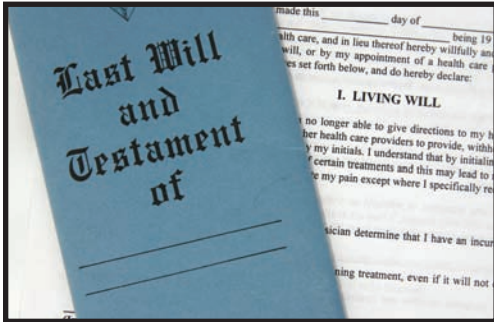 Last Will
and
Testament
of
made this ________ day of ________
being 19
alth care, and in lieu thereof hereby willfully and
will, or by my appointment of a health care
es set forth below, and do hereby declare:
I. LIVING WILL
no longer able to give directions to my h
her health care providers to provide, withh
y my initials. I understand that by initialin
certain treatments and this may lead to
e my pain except where I specifically re
sician determine that I have an incur
ning treatment, even if it will not